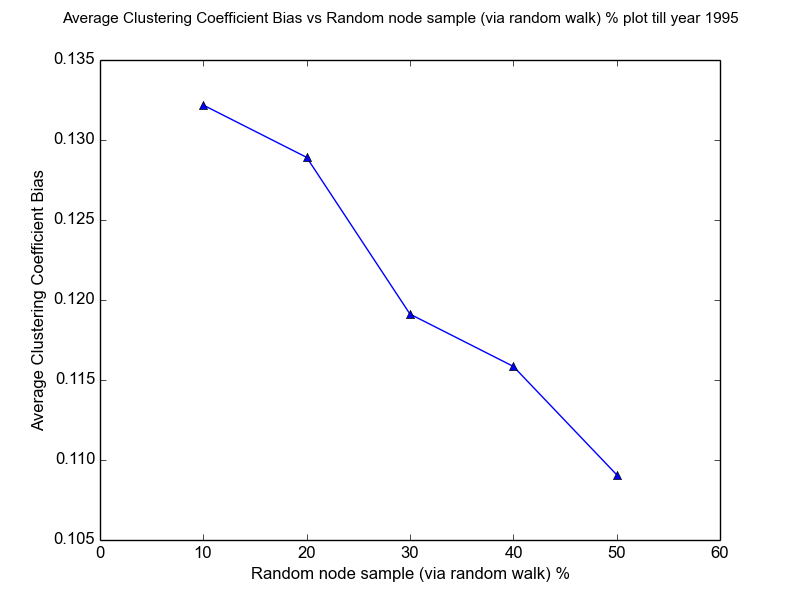 Average Clustering Coefficient Bias vs Random node sample (via random walk) % plot till year 1995
0.135
0.130
0.125
0.120
0.115
0.110
0.105
Average Clustering Coefficient Bias
0 10 20 30 40 50 60
Random node sample (via random walk) %